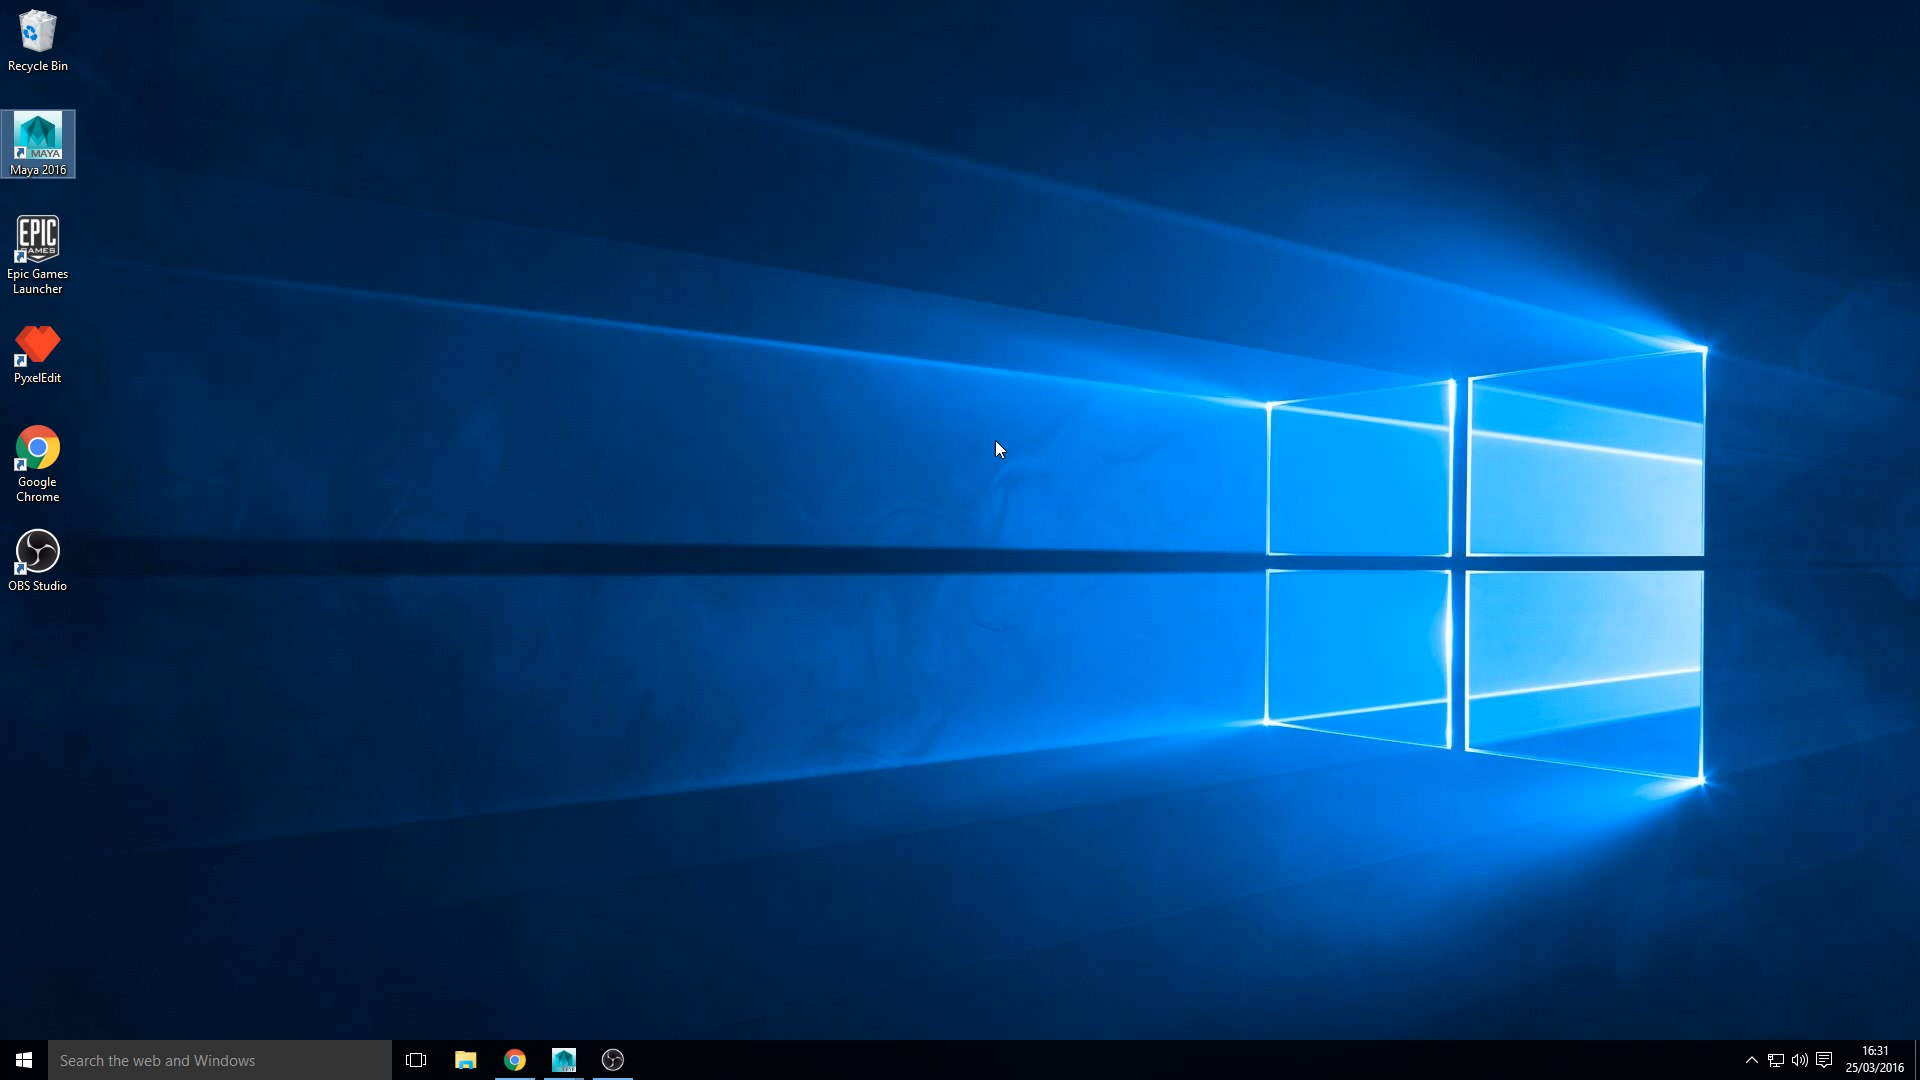 Recycle Bin
MAYA
Maya 2016
EPIC
GAMES
Epic Games
Launcher
PyxelEdit
Google
Chrome
OBS Studio
Search the web and Windows
16:31
25/03/2016